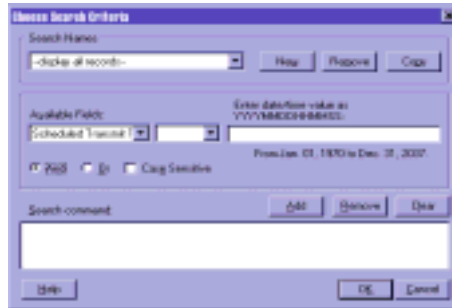 Choose Search Criteria
Search Names
--display all records--
New
Remove
Copy
Available Fields:
Enter date/time value as
YYYYMMDDHHMMSS:
Scheduled Transmit
From Jan. 01, 1970 to Dec. 31, 2037.
And
Or
Case Sensitive
Search command:
Add
Remove
Clear
Help
OK
Cancel